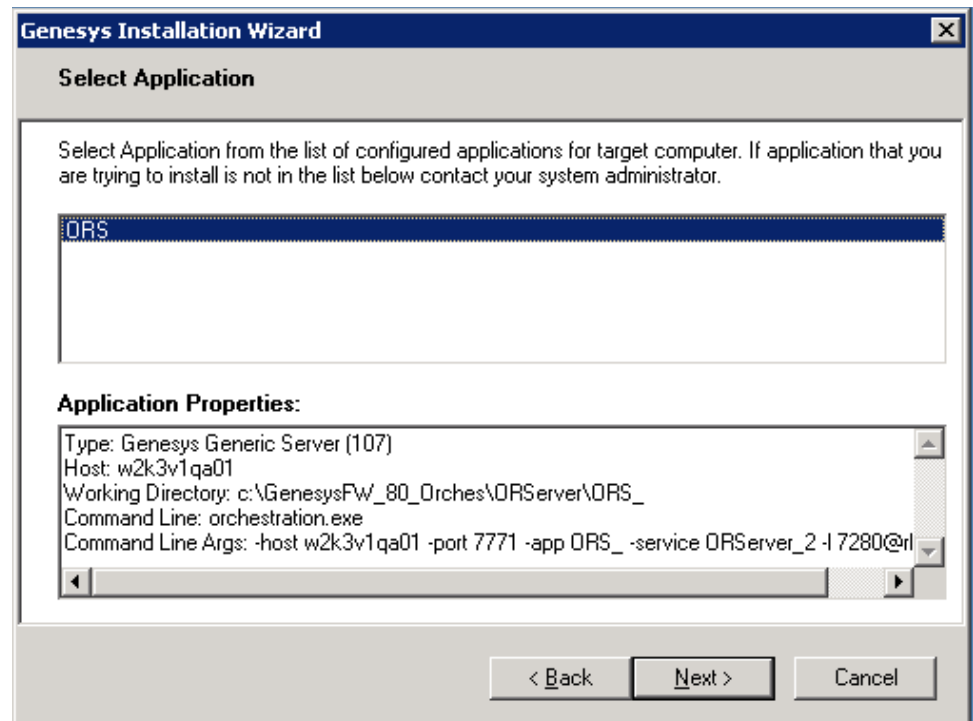 Genesys Installation Wizard
Select Application
Select Application from the list of configured applications for target computer. If application that you
are trying to install is not in the list below contact your system administrator.
ORS
Application Properties:
Type: Genesys Generic Server (107)
Host: w2k3v1qa01
Working Directory: c:\GenesysFW_80_Orches\ORServer\ORS_
Command Line: orchestration.exe
Command Line Args: -host w2k3v1qa01 -port 7771 -app ORS_ -service ORServer_2 -l 7280@rl
< Back
Next >
Cancel